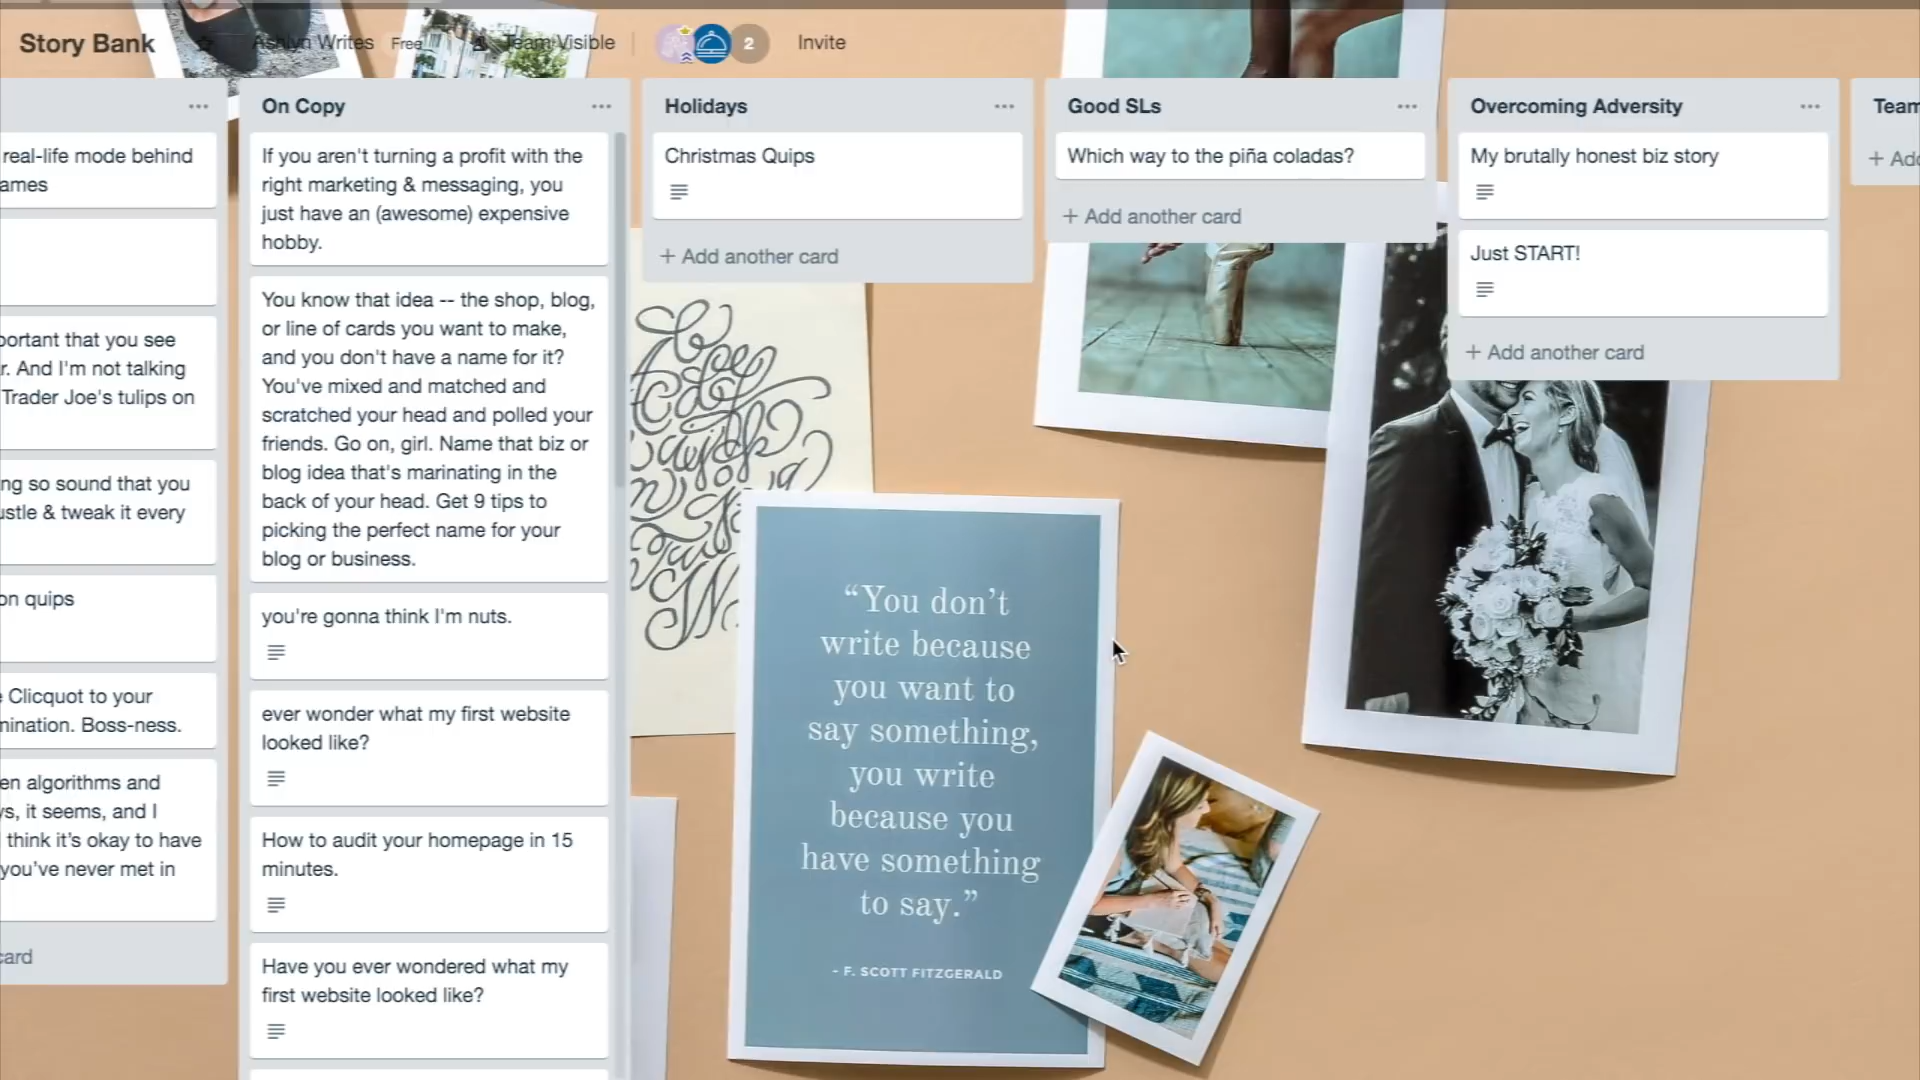 Story Bank
Ashlyn Writes
Free
Team Visible
2
Invite
real-life mode behind
ames
portant that you see
r. And I'm not talking
Trader Joe's tulips on
ng so sound that you
ustle & tweak it every
on quips
e Clicquot to your
mination. Boss-ness.
en algorithms and
ys, it seems, and I
think it's okay to have
you've never met in
card
On Copy
If you aren't turning a profit with the
right marketing & messaging, you
just have an (awesome) expensive
hobby.
You know that idea -- the shop, blog,
or line of cards you want to make,
and you don't have a name for it?
You've mixed and matched and
scratched your head and polled your
friends. Go on, girl. Name that biz or
blog idea that's marinating in the
back of your head. Get 9 tips to
picking the perfect name for your
blog or business.
you're gonna think I'm nuts.
ever wonder what my first website
looked like?
How to audit your homepage in 15
minutes.
Have you ever wondered what my
first website looked like?
Holidays
Christmas Quips
+ Add another card
Good SLs
Which way to the piña coladas?
+ Add another card
Overcoming Adversity
My brutally honest biz story
Just START!
+ Add another card
Team
+ Add
“You don’t
write because
you want to
say something,
you write
because you
have something
to say.”
- F. SCOTT FITZGERALD